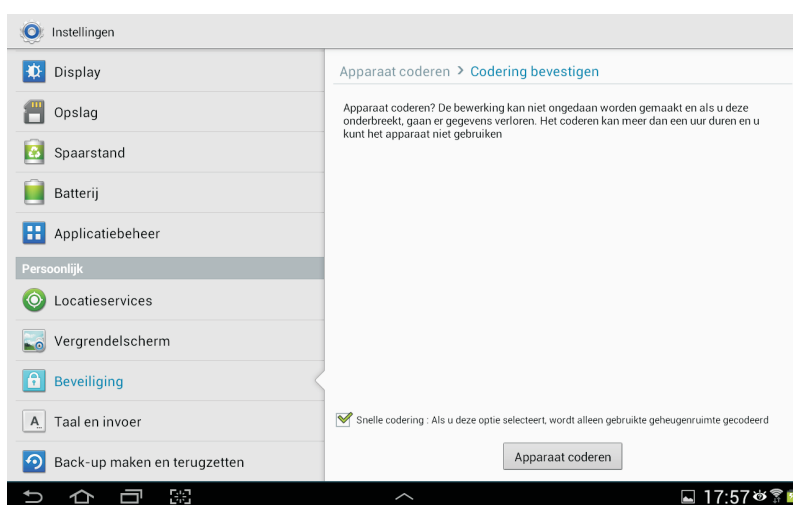 Instellingen
Display
Opslag
Spaarstand
Batterij
Applicatiebeheer
Persoonlijk
Locatieservices
Vergrendelscherm
Beveiliging
A
Taal en invoer
Back-up maken en terugzetten
Apparaat coderen > Codering bevestigen
Apparaat coderen? De bewerking kan niet ongedaan worden gemaakt en als u deze
onderbreekt, gaan er gegevens verloren. Het coderen kan meer dan een uur duren en u
kunt het apparaat niet gebruiken
Snelle codering : Als u deze optie selecteert, wordt alleen gebruikte geheugenruimte gecodeerd
Apparaat coderen
17:57